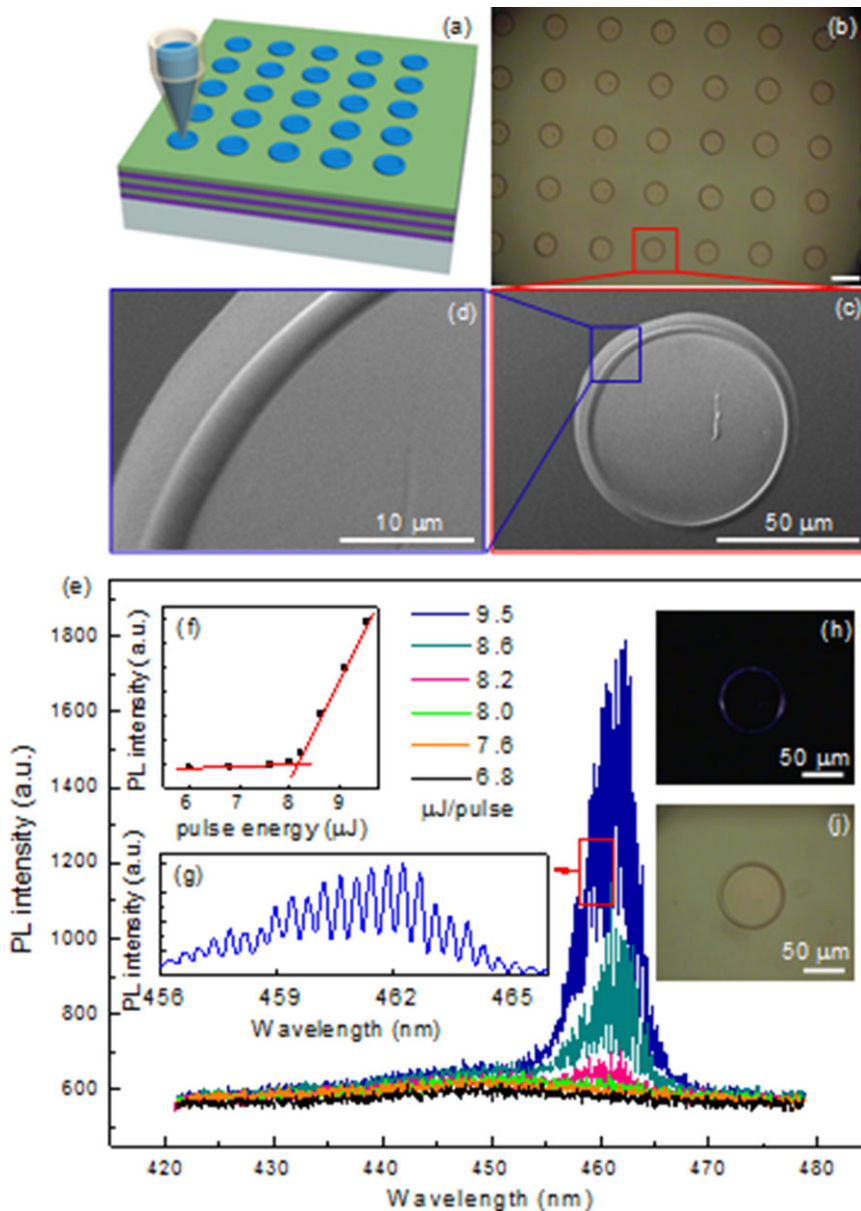 (a)
(b)
(d)
(c)
10 µm
50 µm
(e)
PL intensity (a.u.)
1800
1600
1400
1200
1000
800
600
420
430
440
450
460
470
480
Wavelength (nm)
(f)
PL intensity (a.u.)
6
7
8
9
pulse energy (µJ)
9.5
8.6
8.2
8.0
7.6
6.8
µJ/pulse
(g)
PL intensity (a.u.)
456
459
462
465
Wavelength (nm)
(h)
50 µm
(j)
50 µm